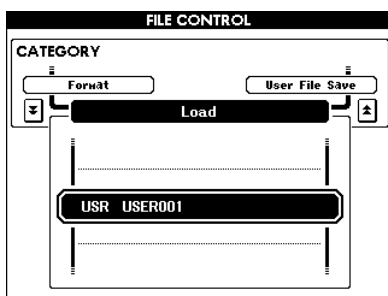 FILE CONTROL
CATEGORY
Format
User File Save
Load
USR USER001